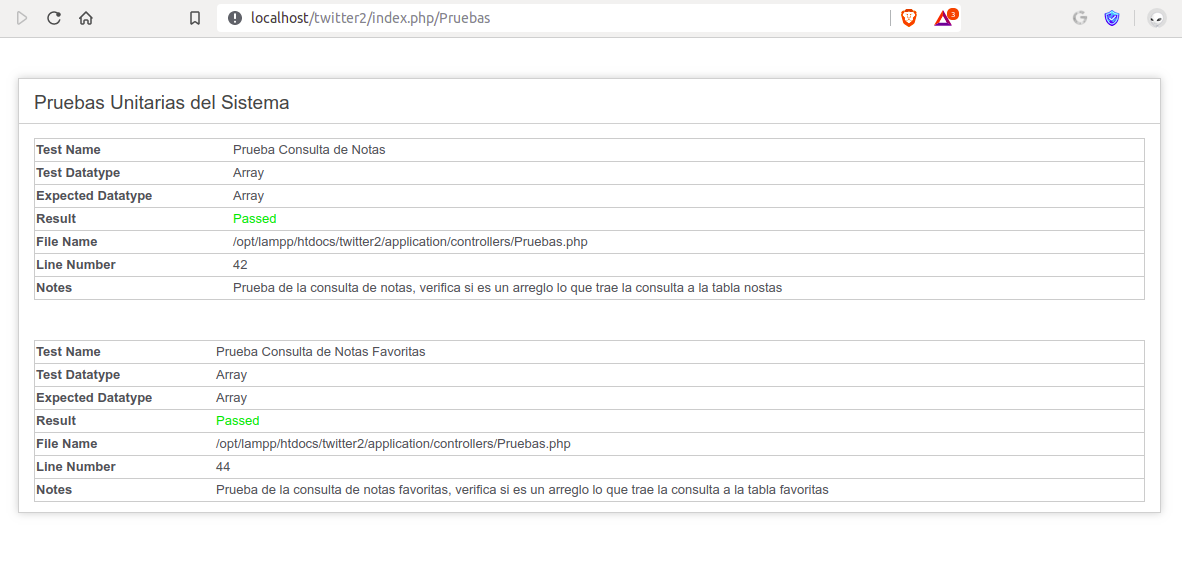 localhost/twitter2/index.php/Pruebas
3
Pruebas Unitarias del Sistema
Test Name Prueba Consulta de Notas
Test Datatype Array
Expected Datatype Array
Result Passed
File Name /opt/lampp/htdocs/twitter2/application/controllers/Pruebas.php
Line Number 42
Notes Prueba de la consulta de notas, verifica si es un arreglo lo que trae la consulta a la tabla nostas
Test Name Prueba Consulta de Notas Favoritas
Test Datatype Array
Expected Datatype Array
Result Passed
File Name /opt/lampp/htdocs/twitter2/application/controllers/Pruebas.php
Line Number 44
Notes Prueba de la consulta de notas favoritas, verifica si es un arreglo lo que trae la consulta a la tabla favoritas